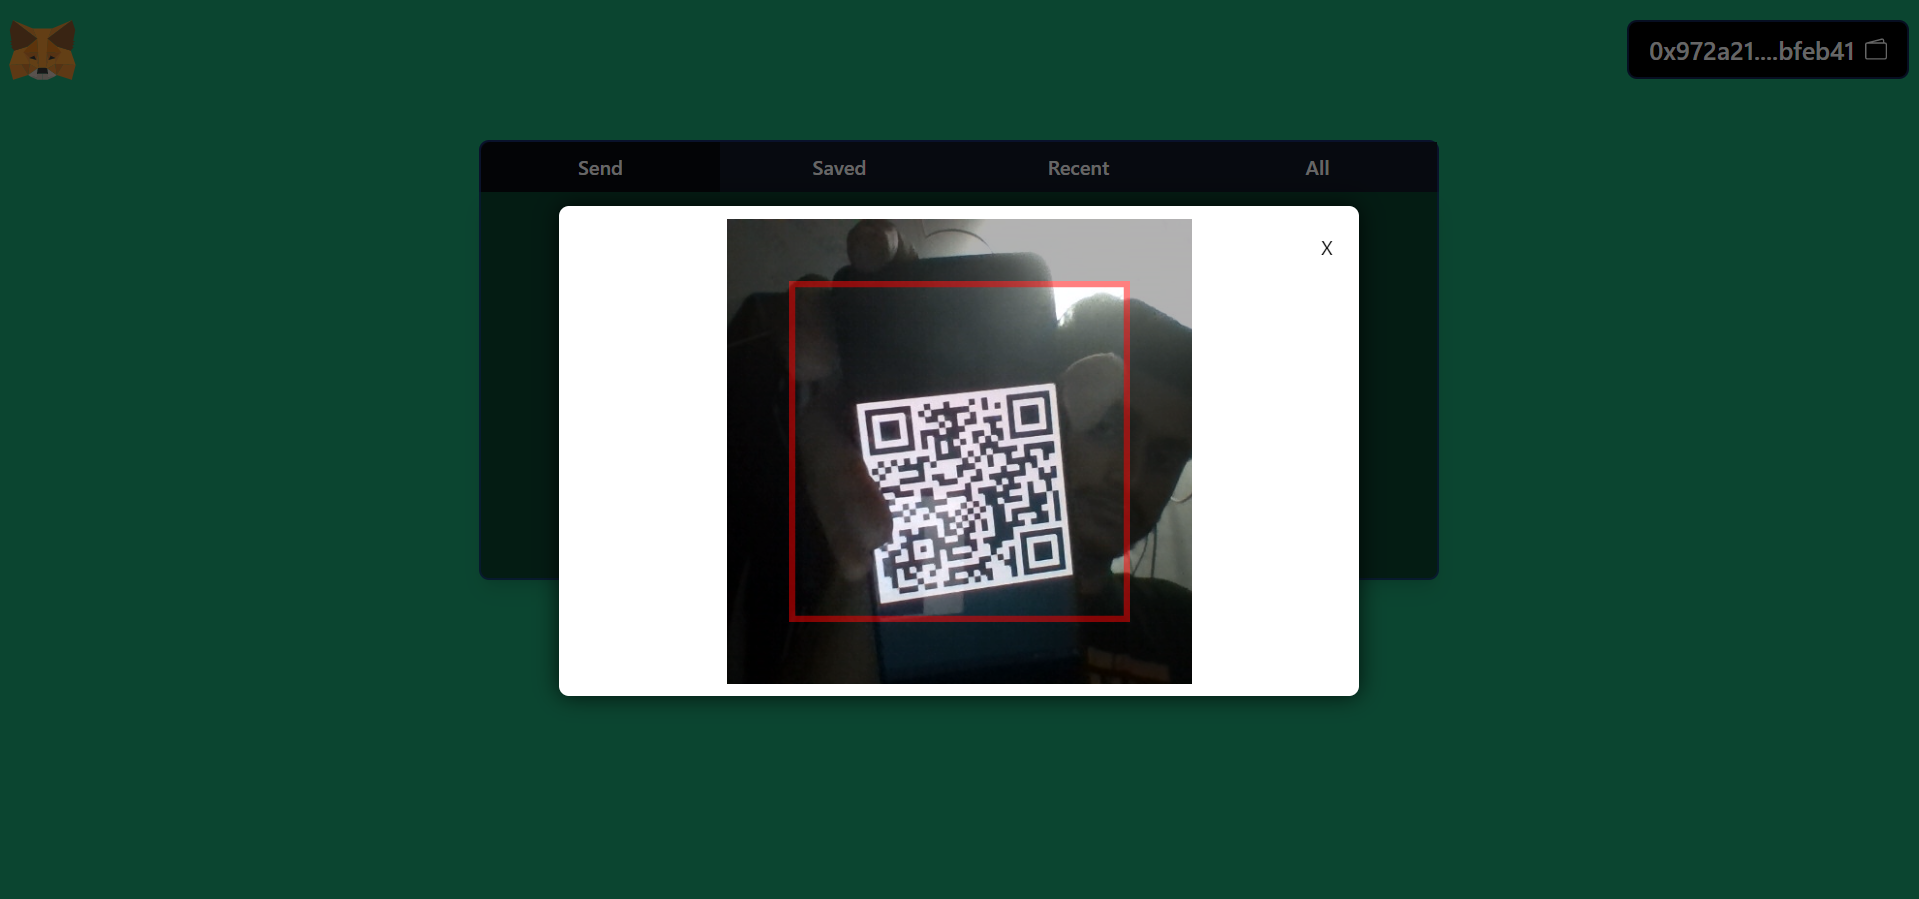 0x972a21....bfeb41
Send
Saved
Recent
All
X